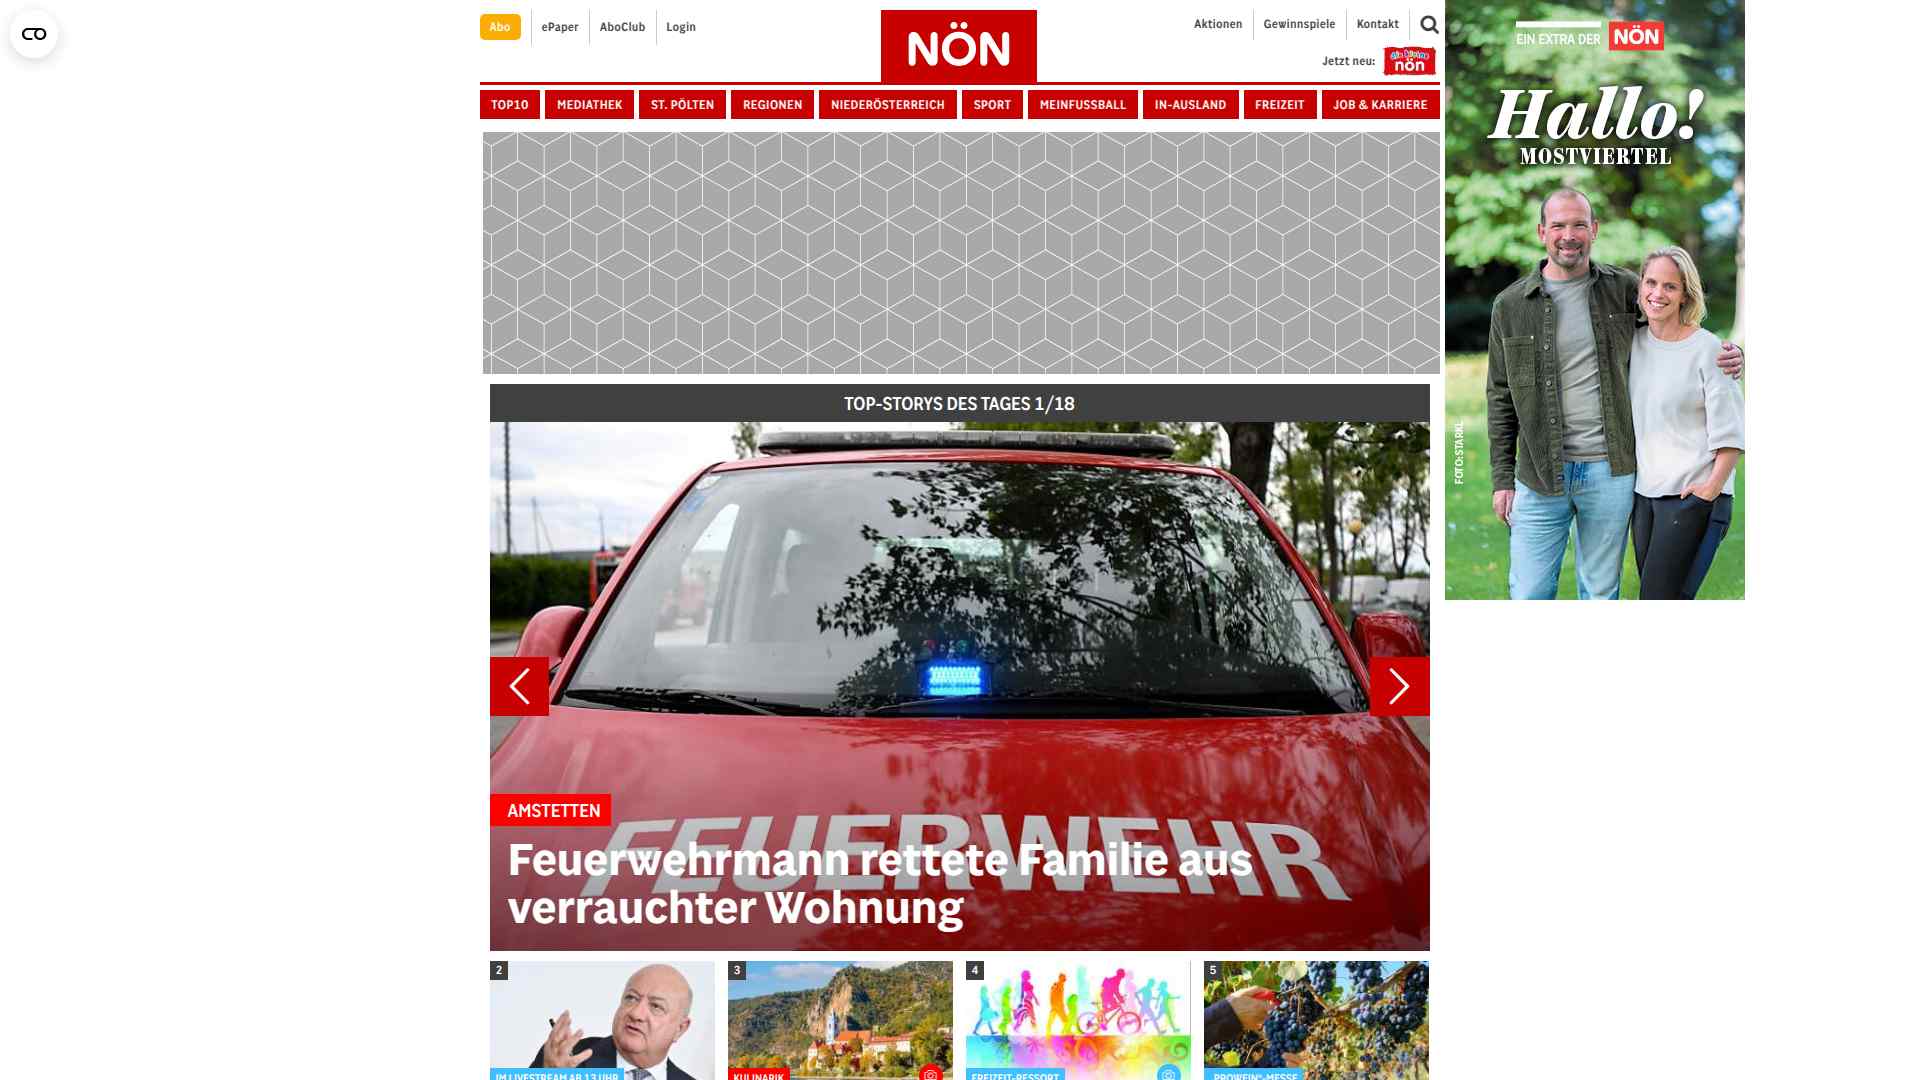 Abo
ePaper
AboClub
Login
NÖN
Aktionen
Gewinnspiele
Kontakt
Jetzt neu:
die kleine
nön
TOP10
MEDIATHEK
ST. PÖLTEN
REGIONEN
NIEDERÖSTERREICH
SPORT
MEINFUSSBALL
IN-AUSLAND
FREIZEIT
JOB & KARRIERE
EIN EXTRA DER NÖN
Hallo!
MOSTVIERTEL
FOTO: STARKL
TOP-STORYS DES TAGES 1/18
FEUERWEHR
AMSTETTEN
Feuerwehrmann rettete Familie aus
verrauchter Wohnung
2
3
4
5
IM LIVESTREAM AB 13 UHR
KULINARIK
FREIZEIT-RESSORT
„PROWEIN“-MESSE